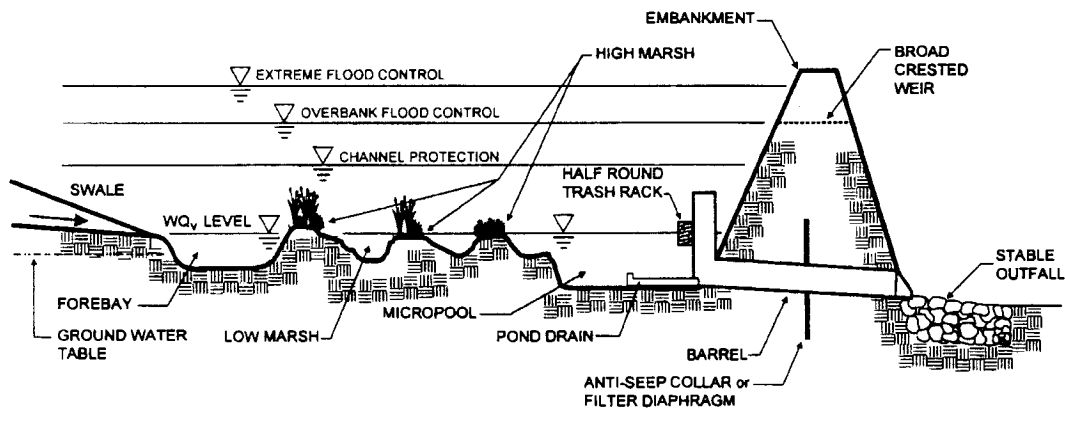 EMBANKMENT
HIGH MARSH
BROAD
CRESTED
WEIR
EXTREME FLOOD CONTROL
OVERBANK FLOOD CONTROL
CHANNEL PROTECTION
HALF ROUND
TRASH RACK
SWALE
WQv LEVEL
STABLE
OUTFALL
FOREBAY
MICROPOOL
GROUND WATER
TABLE
LOW MARSH
POND DRAIN
BARREL
ANTI-SEEP COLLAR or
FILTER DIAPHRAGM